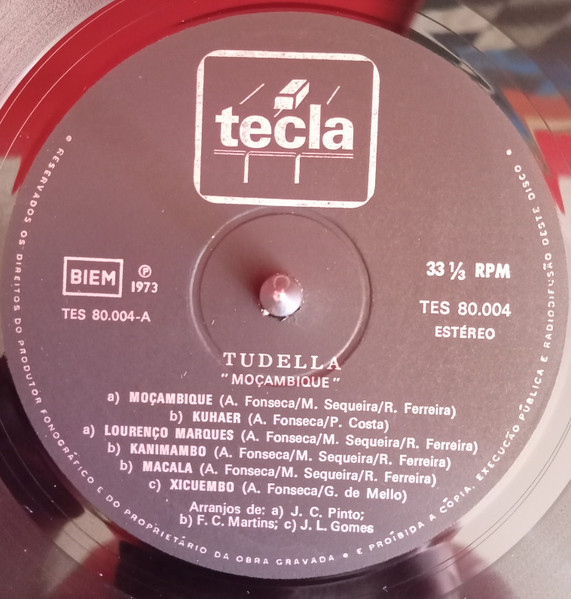 tecla
BIEM
℗
1973
TES 80.004-A
33 ⅓ RPM
TES 80.004
ESTÉREO
TUDELLA
"MOÇAMBIQUE"
a) MOÇAMBIQUE (A. Fonseca/M. Sequeira/R. Ferreira)
b) KUHAER (A. Fonseca/P. Costa)
a) LOURENÇO MARQUES (A. Fonseca/M. Sequeira/R. Ferreira)
b) KANIMAMBO (A. Fonseca/M. Sequeira/R. Ferreira)
b) MACALA (A. Fonseca/M. Sequeira/R. Ferreira)
c) XICUEMBO (A. Fonseca/G. de Mello)
Arranjos de: a) J. C. Pinto;
b) F. C. Martins; c) J. L. Gomes
• RESERVADOS OS DIREITOS DO PRODUTOR FONOGRÁFICO E DO PROPRIETÁRIO DA OBRA GRAVADA • E PROÍBIDA A CÓPIA, EXECUÇÃO PÚBLICA E RADIODIFUSÃO DESTE DISCO •